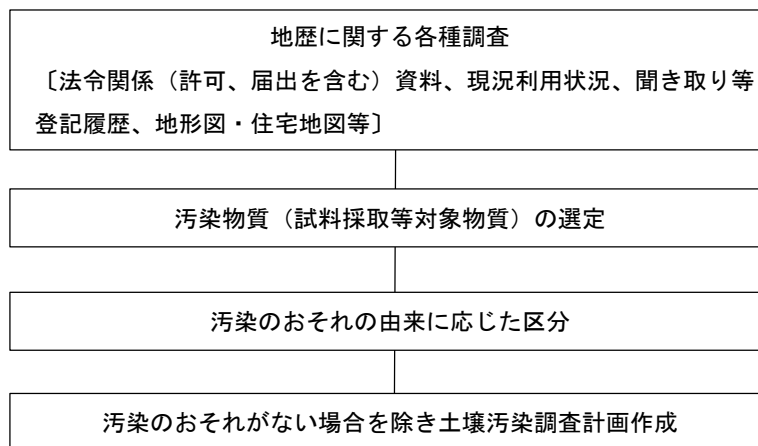 地歴に関する各種調査
〔法令関係（許可、届出を含む）資料、現況利用状況、聞き取り等
登記履歴、地形図・住宅地図等〕
汚染物質（試料採取等対象物質）の選定
汚染のおそれの由来に応じた区分
汚染のおそれがない場合を除き土壌汚染調査計画作成